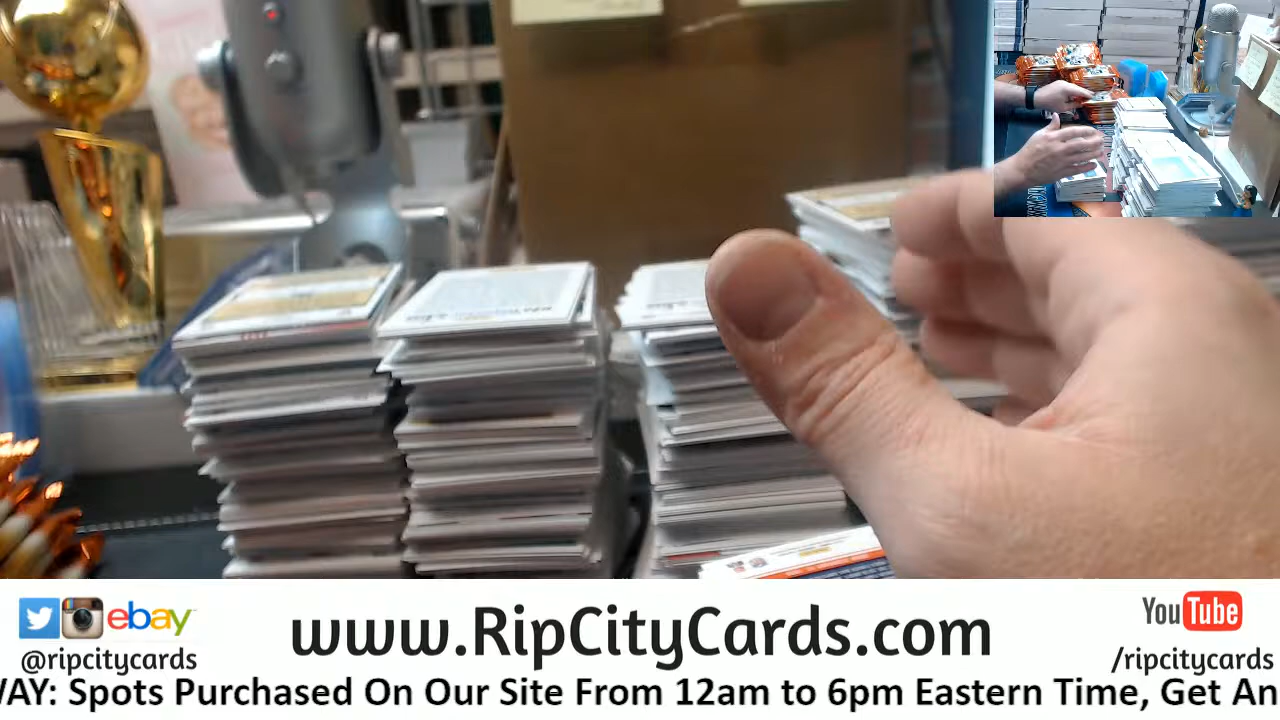 ebay
@ripcitycards
www.RipCityCards.com
YouTube
/ripcitycards
WAY: Spots Purchased On Our Site From 12am to 6pm Eastern Time, Get An